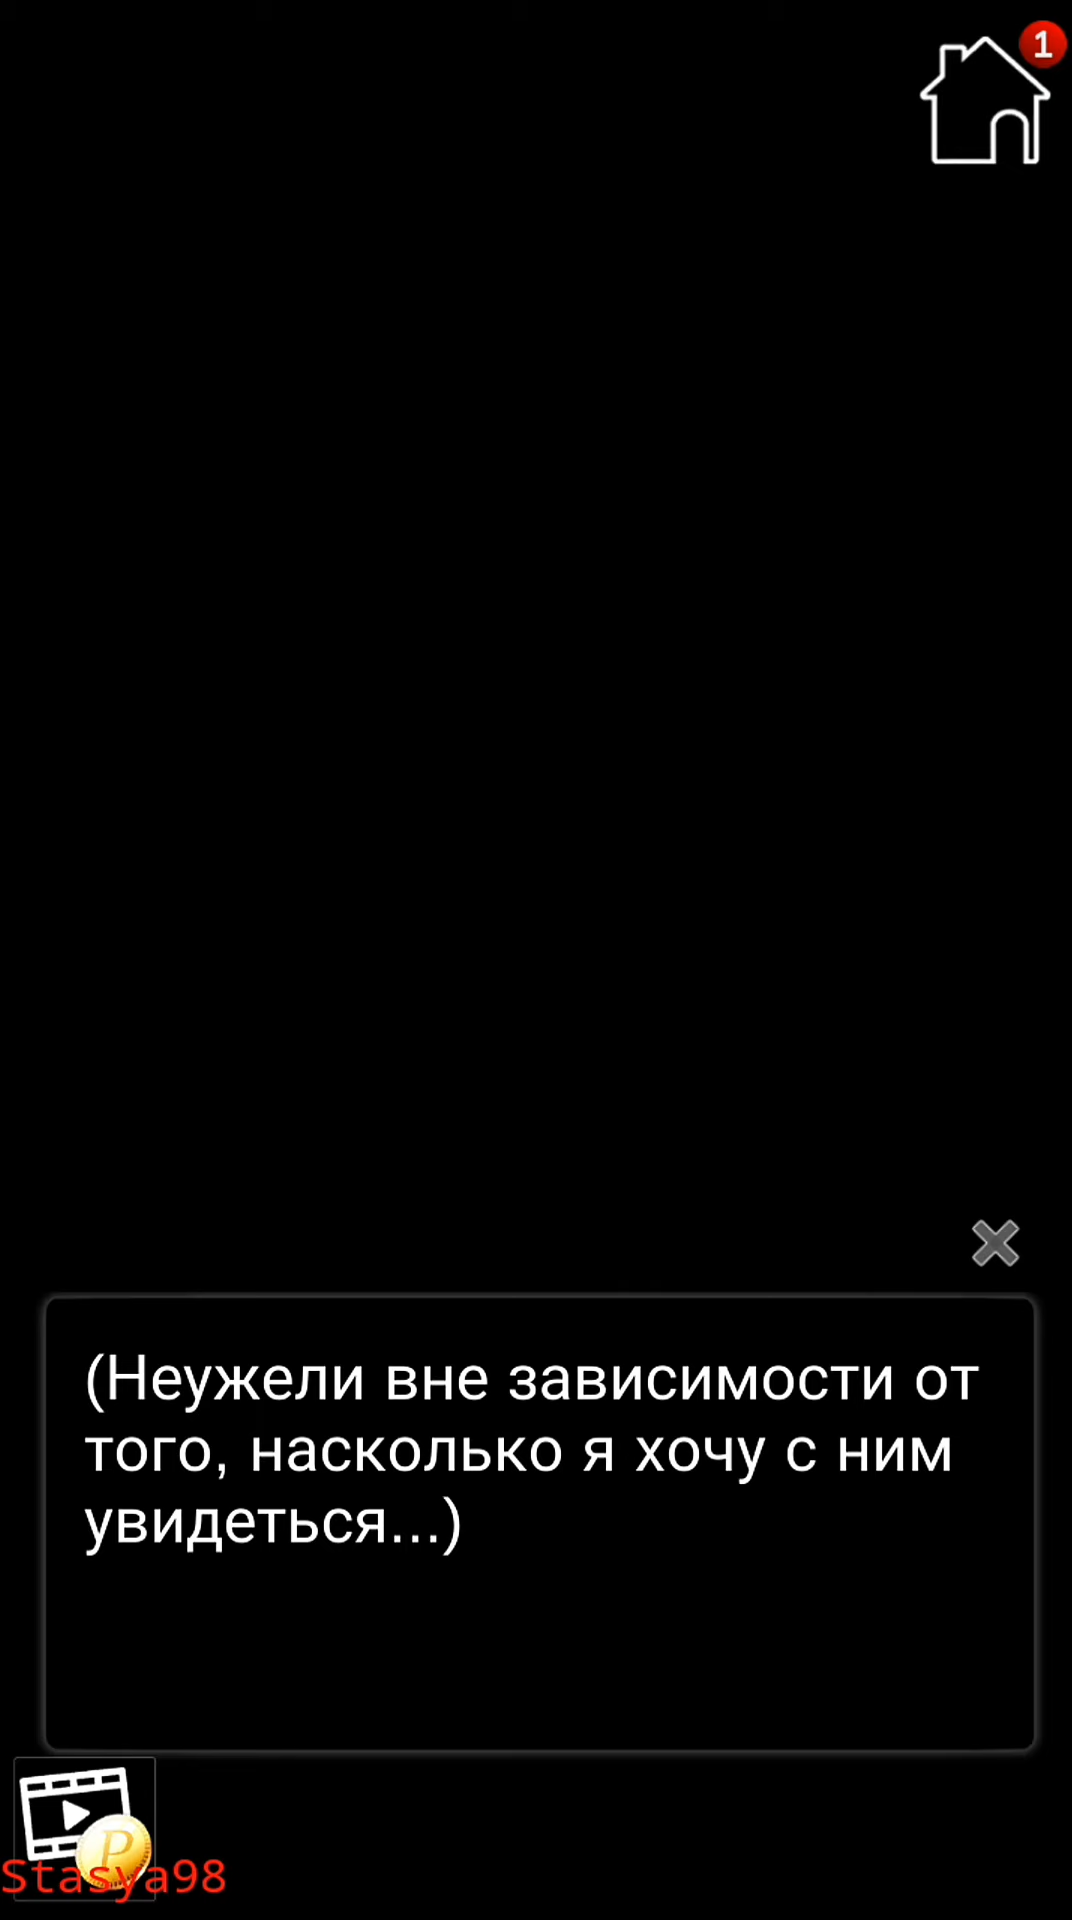 1
(Неужели вне зависимости от
того, насколько я хочу с ним
увидеться...)
P
Stasya98